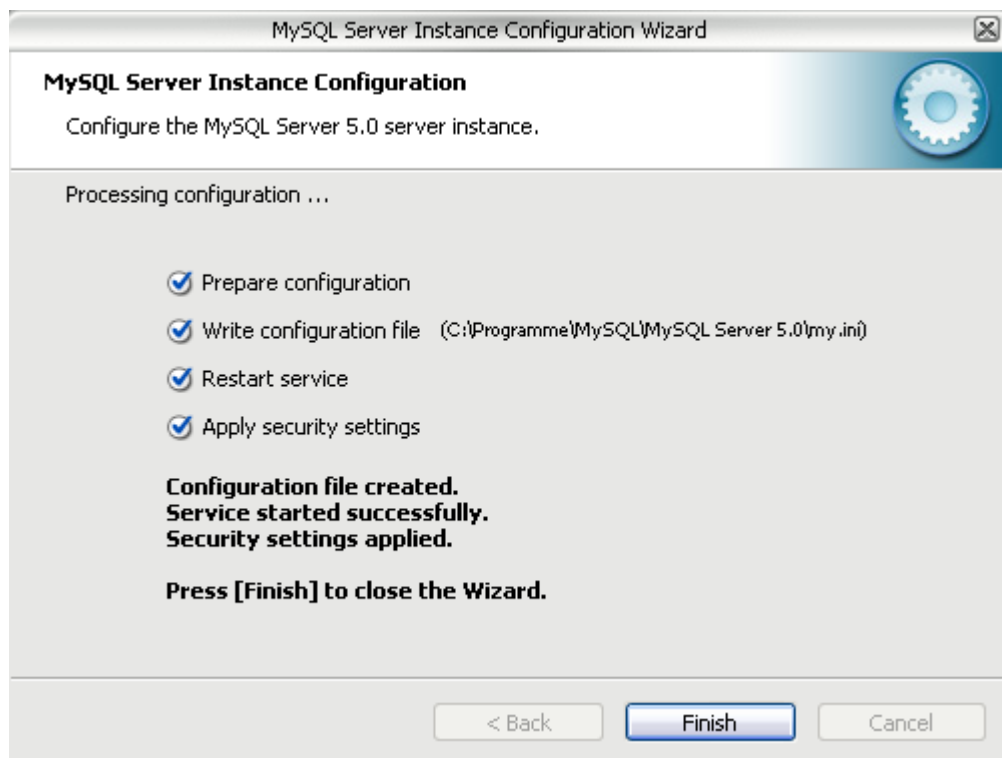 MySQL Server Instance Configuration Wizard
MySQL Server Instance Configuration
Configure the MySQL Server 5.0 server instance.
Processing configuration ...
Prepare configuration
Write configuration file (C:\Programme\MySQL\MySQL Server 5.0\my.ini)
Restart service
Apply security settings
Configuration file created.
Service started successfully.
Security settings applied.
Press [Finish] to close the Wizard.
< Back Finish Cancel